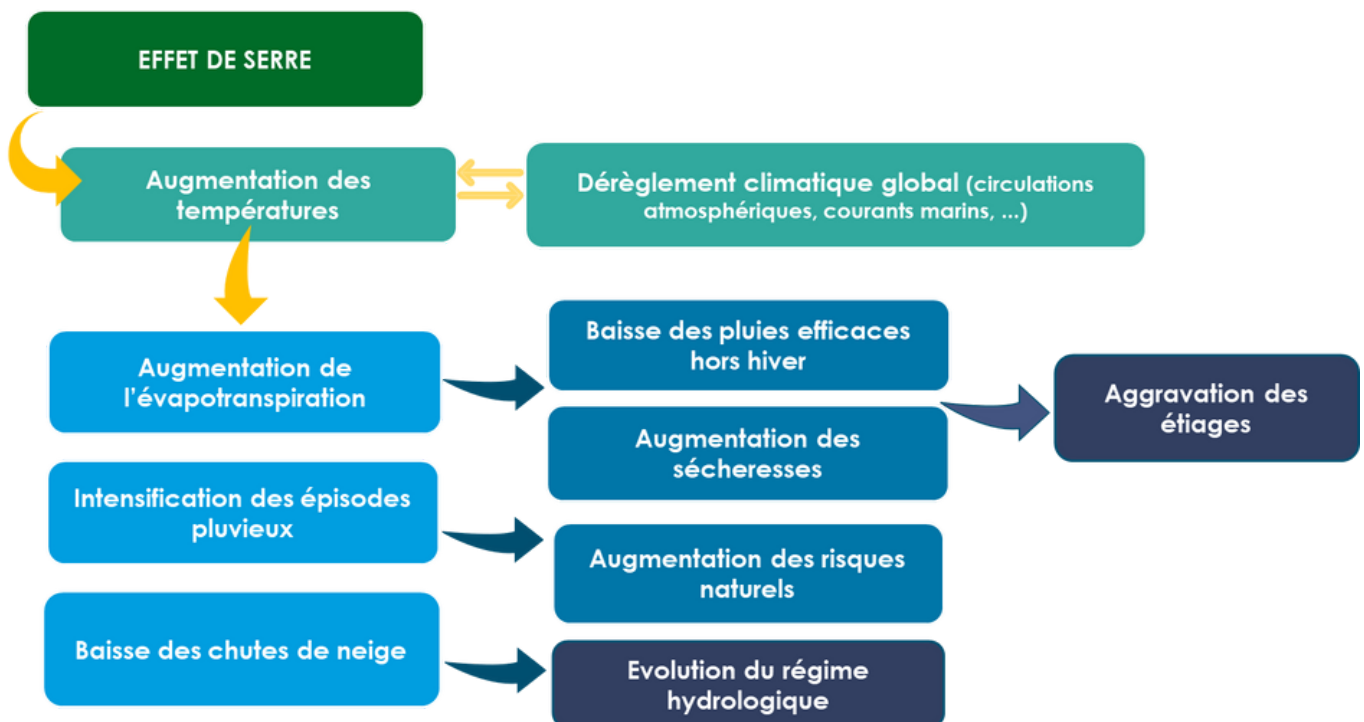 EFFET DE SERRE
Augmentation des
températures
Dérèglement climatique global (circulations
atmosphériques, courants marins, ...)
Augmentation de
l'évapotranspiration
Baisse des pluies efficaces
hors hiver
Aggravation des
étiages
Augmentation des
sécheresses
Intensification des épisodes
pluvieux
Augmentation des risques
naturels
Baisse des chutes de neige
Evolution du régime
hydrologique